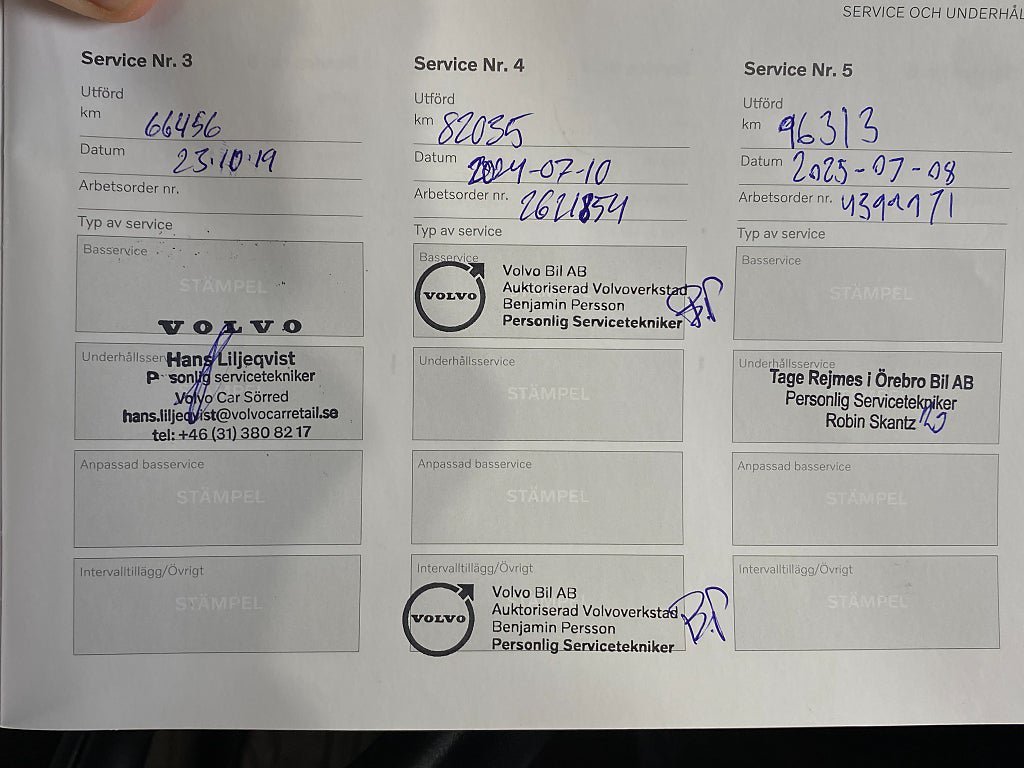 SERVICE OCH UNDERHÅL
Service Nr. 3
Utförd
km 66456
Datum 23.10.19
Arbetsorder nr.
Typ av service
Basservice
STÄMPEL
VOLVO
Underhållsser
Hans Liljeqvist
P sonlig servicetekniker
Volvo Car Sörred
hans.liljeqvist@volvocarretail.se
tel: +46 (31) 380 82 17
Anpassad basservice
STÄMPEL
Intervalltillägg/Övrigt
STÄMPEL
Service Nr. 4
Utförd
km 82035
Datum 2024-07-10
Arbetsorder nr. 2621854
Typ av service
Basservice
VOLVO
Volvo Bil AB
Auktoriserad Volvoverkstad
Benjamin Persson
Personlig Servicetekniker
Underhållsservice
STÄMPEL
Anpassad basservice
STÄMPEL
Intervalltillägg/Övrigt
VOLVO
Volvo Bil AB
Auktoriserad Volvoverkstad
Benjamin Persson
Personlig Servicetekniker
Service Nr. 5
Utförd
km 96313
Datum 2025-07-08
Arbetsorder nr.
Typ av service
Basservice
STÄMPEL
Underhållsservice
Tage Rejmes i Örebro Bil AB
Personlig Servicetekniker
Robin Skantz
Anpassad basservice
STÄMPEL
Intervalltillägg/Övrigt
STÄMPEL